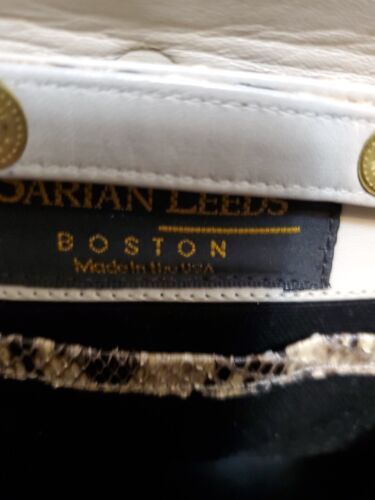 SARIAN LEEDS
BOSTON
Made in the USA